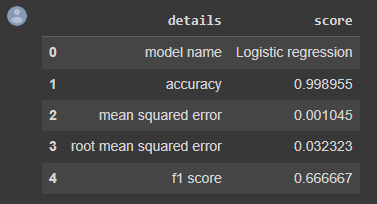 details score
0 model name Logistic regression
1 accuracy 0.998955
2 mean squared error 0.001045
3 root mean squared error 0.032323
4 f1 score 0.666667